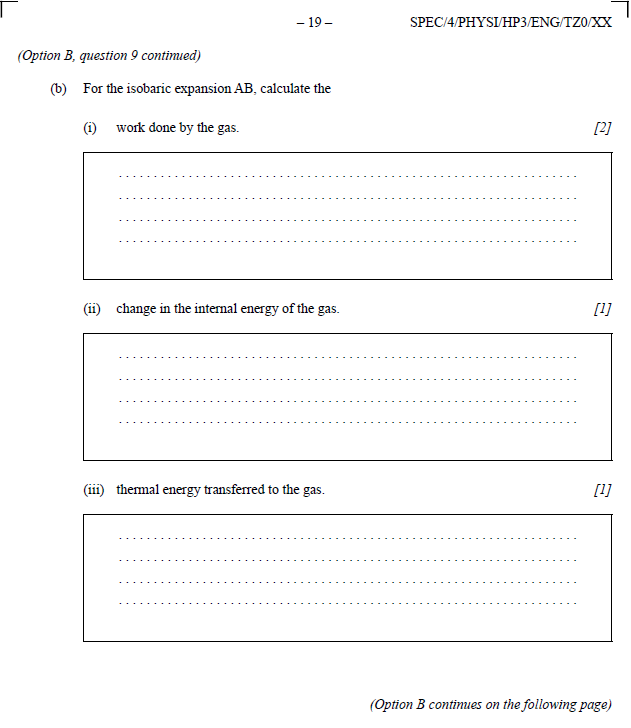 – 19 –
SPEC/4/PHYSI/HP3/ENG/TZ0/XX
(Option B, question 9 continued)
(b) For the isobaric expansion AB, calculate the
(i) work done by the gas. [2]
(ii) change in the internal energy of the gas. [1]
(iii) thermal energy transferred to the gas. [1]
(Option B continues on the following page)